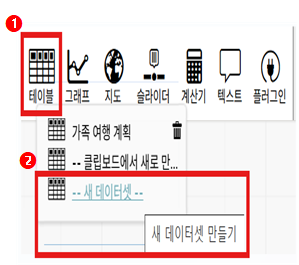 1
테이블 그래프 지도 슬라이더 계산기 텍스트 플러그인
가족 여행 계획
2 -- 클립보드에서 새로 만...
-- 새 데이터셋 --
새 데이터셋 만들기